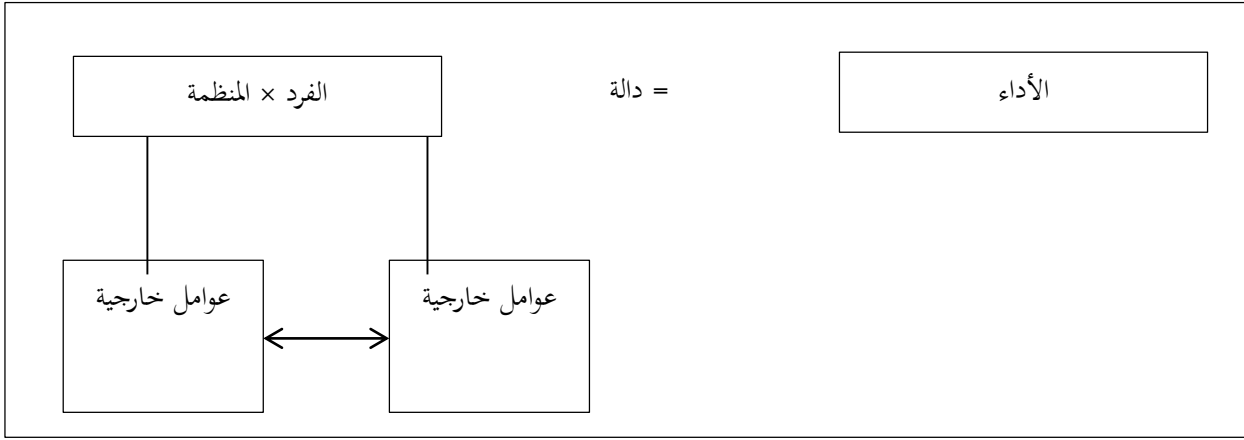 الأداء
= دالة
الفرد × المنظمة
عوامل خارجية
عوامل خارجية